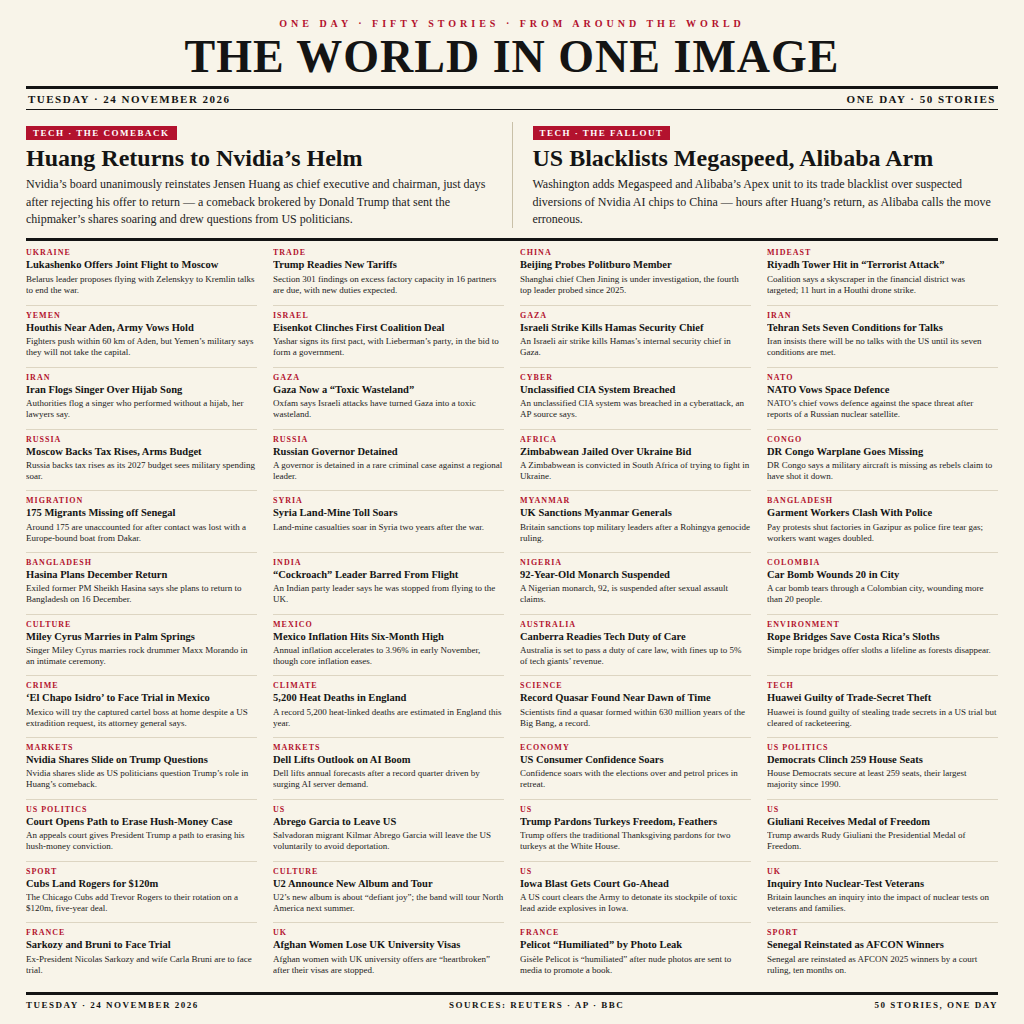 ONE DAY · FIFTY STORIES · FROM AROUND THE WORLD
THE WORLD IN ONE IMAGE
TUESDAY · 24 NOVEMBER 2026
ONE DAY · 50 STORIES
TECH · THE COMEBACK
Huang Returns to Nvidia’s Helm
Nvidia’s board unanimously reinstates Jensen Huang as chief executive and chairman, just days
after rejecting his offer to return — a comeback brokered by Donald Trump that sent the
chipmaker’s shares soaring and drew questions from US politicians.
TECH · THE FALLOUT
US Blacklists Megaspeed, Alibaba Arm
Washington adds Megaspeed and Alibaba’s Apex unit to its trade blacklist over suspected
diversions of Nvidia AI chips to China — hours after Huang’s return, as Alibaba calls the move
erroneous.
UKRAINE
Lukashenko Offers Joint Flight to Moscow
Belarus leader proposes flying with Zelenskyy to Kremlin talks
to end the war.
TRADE
Trump Readies New Tariffs
Section 301 findings on excess factory capacity in 16 partners
are due, with new duties expected.
CHINA
Beijing Probes Politburo Member
Shanghai chief Chen Jining is under investigation, the fourth
top leader probed since 2025.
MIDEAST
Riyadh Tower Hit in “Terrorist Attack”
Coalition says a skyscraper in the financial district was
targeted; 11 hurt in a Houthi drone strike.
YEMEN
Houthis Near Aden, Army Vows Hold
Fighters push within 60 km of Aden, but Yemen’s military says
they will not take the capital.
ISRAEL
Eisenkot Clinches First Coalition Deal
Yashar signs its first pact, with Lieberman’s party, in the bid to
form a government.
GAZA
Israeli Strike Kills Hamas Security Chief
An Israeli air strike kills Hamas’s internal security chief in
Gaza.
IRAN
Tehran Sets Seven Conditions for Talks
Iran insists there will be no talks with the US until its seven
conditions are met.
IRAN
Iran Flogs Singer Over Hijab Song
Authorities flog a singer who performed without a hijab, her
lawyers say.
GAZA
Gaza Now a “Toxic Wasteland”
Oxfam says Israeli attacks have turned Gaza into a toxic
wasteland.
CYBER
Unclassified CIA System Breached
An unclassified CIA system was breached in a cyberattack, an
AP source says.
NATO
NATO Vows Space Defence
NATO’s chief vows defence against the space threat after
reports of a Russian nuclear satellite.
RUSSIA
Moscow Backs Tax Rises, Arms Budget
Russia backs tax rises as its 2027 budget sees military spending
soar.
RUSSIA
Russian Governor Detained
A governor is detained in a rare criminal case against a regional
leader.
AFRICA
Zimbabwean Jailed Over Ukraine Bid
A Zimbabwean is convicted in South Africa of trying to fight in
Ukraine.
CONGO
DR Congo Warplane Goes Missing
DR Congo says a military aircraft is missing as rebels claim to
have shot it down.
MIGRATION
175 Migrants Missing off Senegal
Around 175 are unaccounted for after contact was lost with a
Europe-bound boat from Dakar.
SYRIA
Syria Land-Mine Toll Soars
Land-mine casualties soar in Syria two years after the war.
MYANMAR
UK Sanctions Myanmar Generals
Britain sanctions top military leaders after a Rohingya genocide
ruling.
BANGLADESH
Garment Workers Clash With Police
Pay protests shut factories in Gazipur as police fire tear gas;
workers want wages doubled.
BANGLADESH
Hasina Plans December Return
Exiled former PM Sheikh Hasina says she plans to return to
Bangladesh on 16 December.
INDIA
“Cockroach” Leader Barred From Flight
An Indian party leader says he was stopped from flying to the
UK.
NIGERIA
92-Year-Old Monarch Suspended
A Nigerian monarch, 92, is suspended after sexual assault
claims.
COLOMBIA
Car Bomb Wounds 20 in City
A car bomb tears through a Colombian city, wounding more
than 20 people.
CULTURE
Miley Cyrus Marries in Palm Springs
Singer Miley Cyrus marries rock drummer Maxx Morando in
an intimate ceremony.
MEXICO
Mexico Inflation Hits Six-Month High
Annual inflation accelerates to 3.96% in early November,
though core inflation eases.
AUSTRALIA
Canberra Readies Tech Duty of Care
Australia is set to pass a duty of care law, with fines up to 5%
of tech giants’ revenue.
ENVIRONMENT
Rope Bridges Save Costa Rica’s Sloths
Simple rope bridges offer sloths a lifeline as forests disappear.
CRIME
‘El Chapo Isidro’ to Face Trial in Mexico
Mexico will try the captured cartel boss at home despite a US
extradition request, its attorney general says.
CLIMATE
5,200 Heat Deaths in England
A record 5,200 heat-linked deaths are estimated in England this
year.
SCIENCE
Record Quasar Found Near Dawn of Time
Scientists find a quasar formed within 630 million years of the
Big Bang, a record.
TECH
Huawei Guilty of Trade-Secret Theft
Huawei is found guilty of stealing trade secrets in a US trial but
cleared of racketeering.
MARKETS
Nvidia Shares Slide on Trump Questions
Nvidia shares slide as US politicians question Trump’s role in
Huang’s comeback.
MARKETS
Dell Lifts Outlook on AI Boom
Dell lifts annual forecasts after a record quarter driven by
surging AI server demand.
ECONOMY
US Consumer Confidence Soars
Confidence soars with the elections over and petrol prices in
retreat.
US POLITICS
Democrats Clinch 259 House Seats
House Democrats secure at least 259 seats, their largest
majority since 1990.
US POLITICS
Court Opens Path to Erase Hush-Money Case
An appeals court gives President Trump a path to erasing his
hush-money conviction.
US
Abrego Garcia to Leave US
Salvadoran migrant Kilmar Abrego Garcia will leave the US
voluntarily to avoid deportation.
US
Trump Pardons Turkeys Freedom, Feathers
Trump offers the traditional Thanksgiving pardons for two
turkeys at the White House.
US
Giuliani Receives Medal of Freedom
Trump awards Rudy Giuliani the Presidential Medal of
Freedom.
SPORT
Cubs Land Rogers for $120m
The Chicago Cubs add Trevor Rogers to their rotation on a
$120m, five-year deal.
CULTURE
U2 Announce New Album and Tour
U2’s new album is about “defiant joy”; the band will tour North
America next summer.
US
Iowa Blast Gets Court Go-Ahead
A US court clears the Army to detonate its stockpile of toxic
lead azide explosives in Iowa.
UK
Inquiry Into Nuclear-Test Veterans
Britain launches an inquiry into the impact of nuclear tests on
veterans and families.
FRANCE
Sarkozy and Bruni to Face Trial
Ex-President Nicolas Sarkozy and wife Carla Bruni are to face
trial.
UK
Afghan Women Lose UK University Visas
Afghan women with UK university offers are “heartbroken”
after their visas are stopped.
FRANCE
Pelicot “Humiliated” by Photo Leak
Gisèle Pelicot is “humiliated” after nude photos are sent to
media to promote a book.
SPORT
Senegal Reinstated as AFCON Winners
Senegal are reinstated as AFCON 2025 winners by a court
ruling, ten months on.
TUESDAY · 24 NOVEMBER 2026
SOURCES: REUTERS · AP · BBC
50 STORIES, ONE DAY